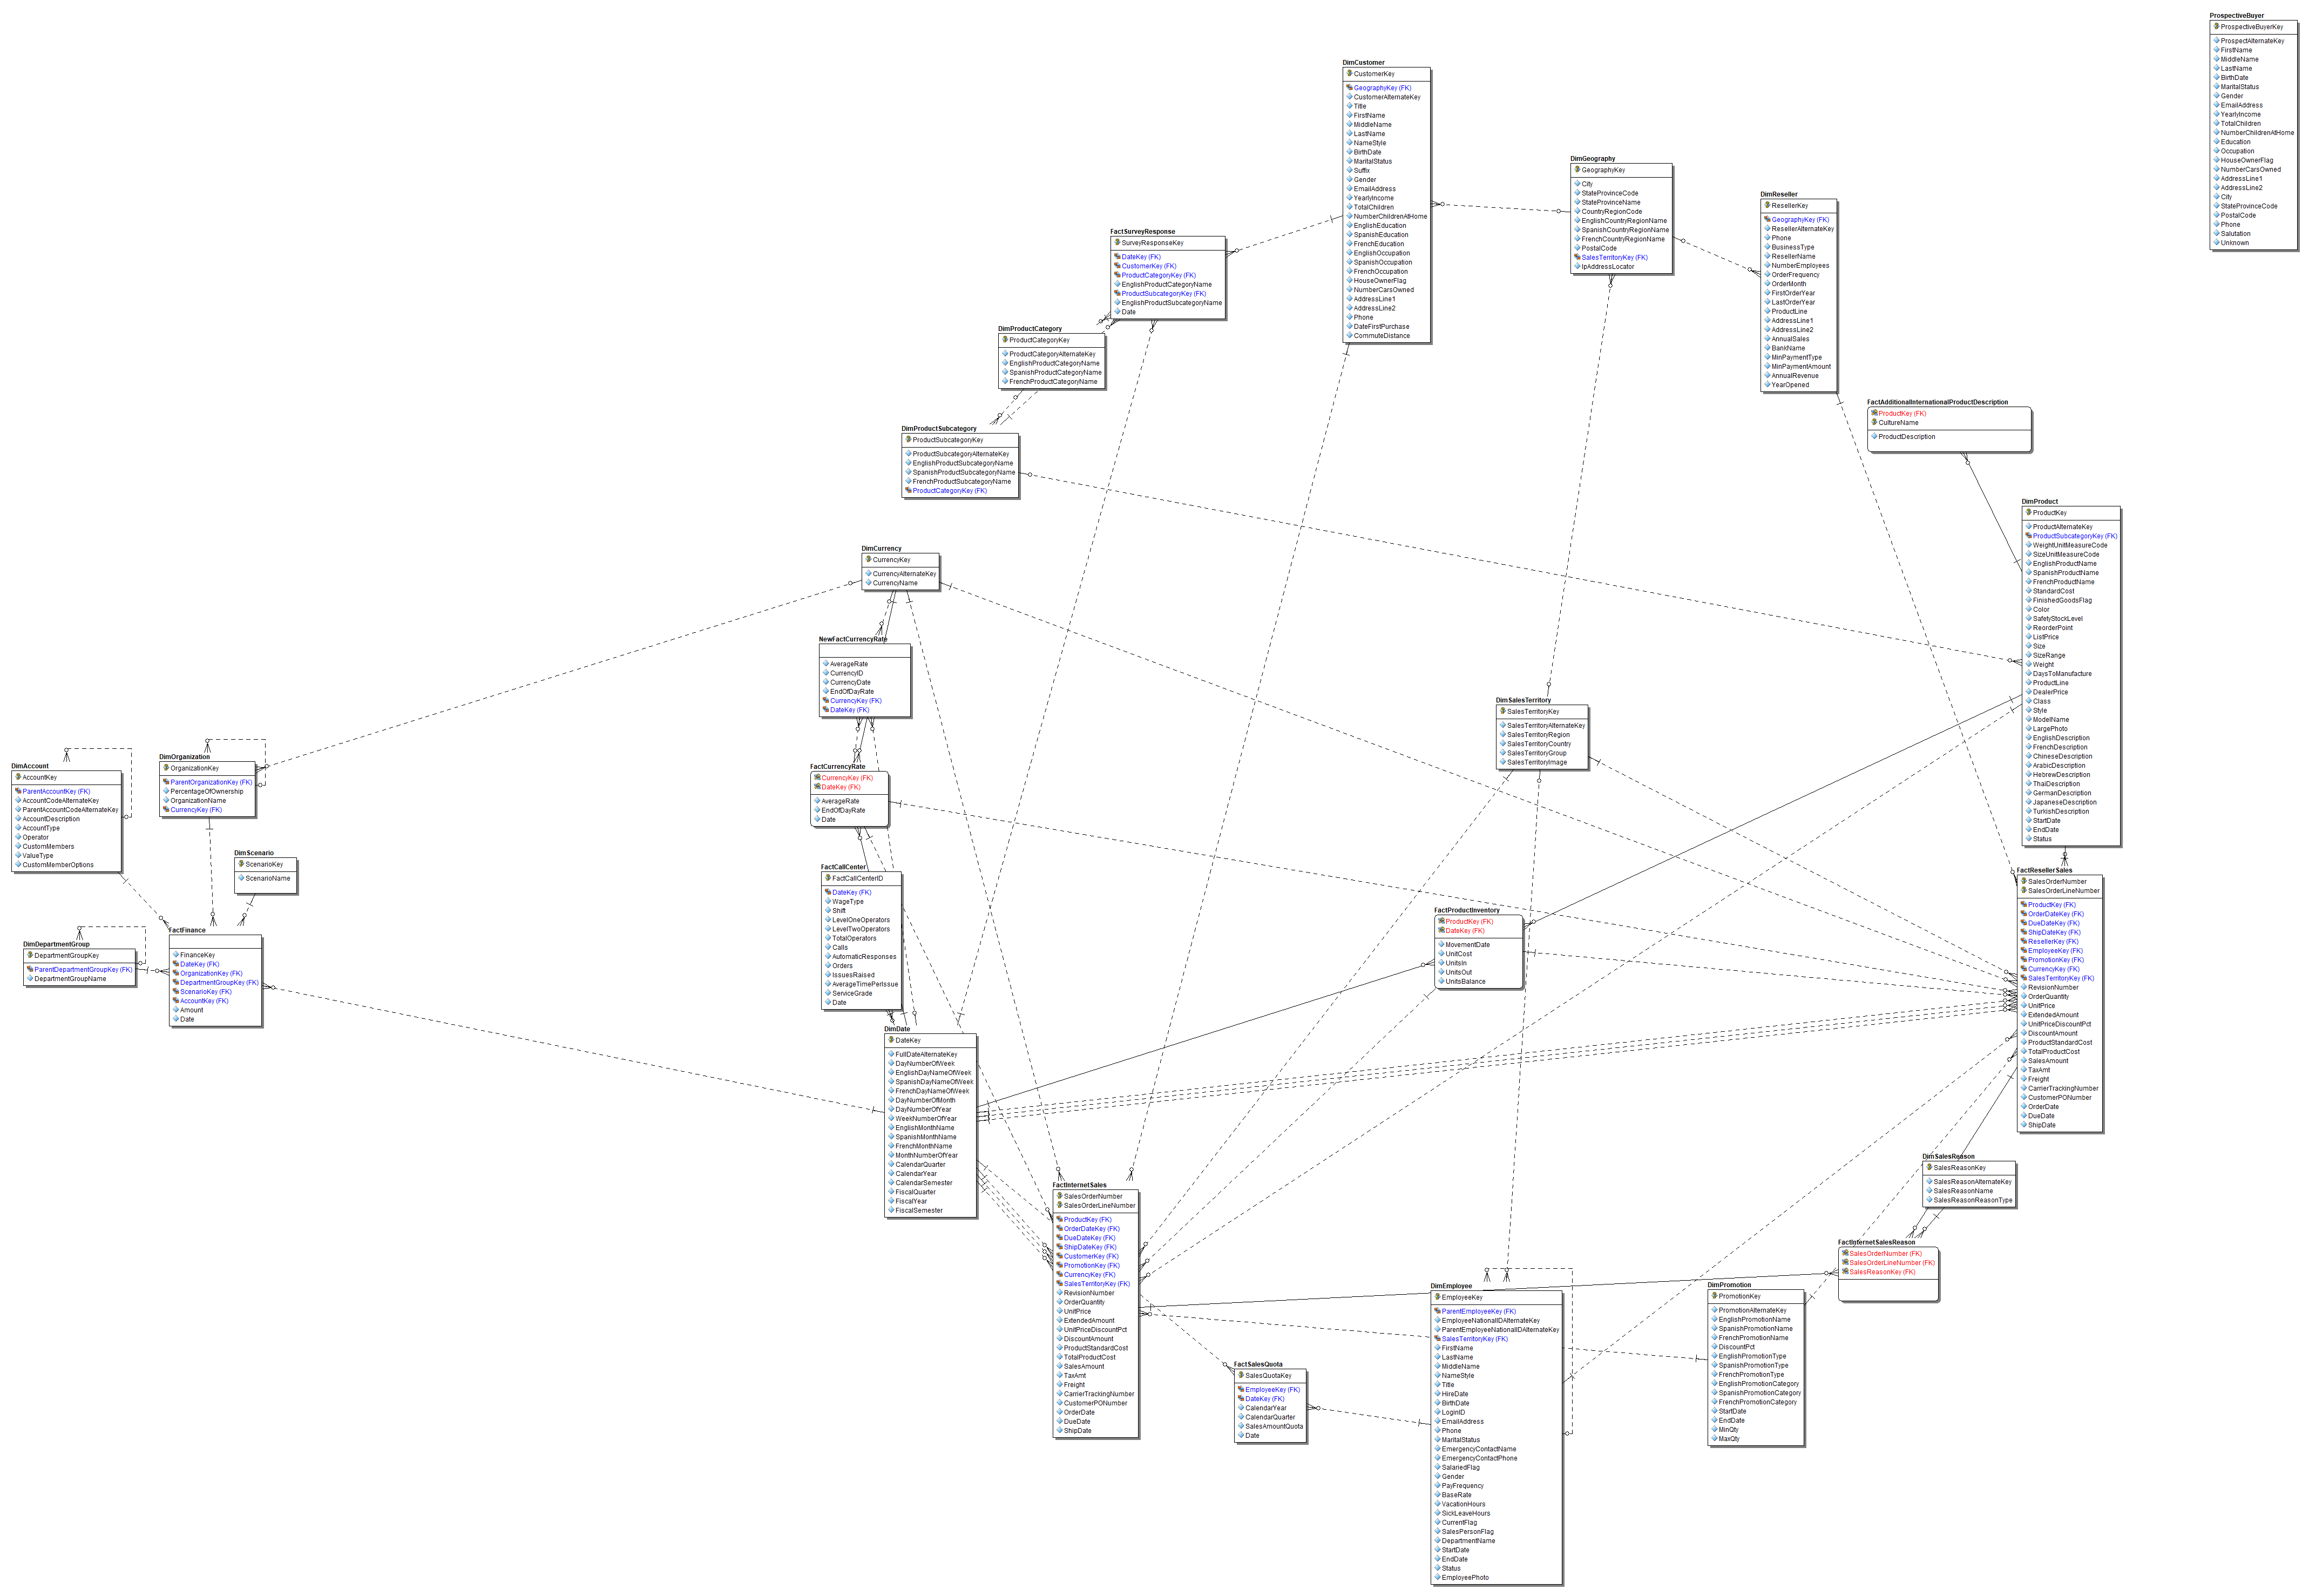 ProspectiveBuyer
ProspectiveBuyerKey
ProspectAlternateKey
FirstName
MiddleName
LastName
BirthDate
MaritalStatus
Gender
EmailAddress
YearlyIncome
TotalChildren
NumberChildrenAtHome
Education
Occupation
HouseOwnerFlag
NumberCarsOwned
AddressLine1
AddressLine2
City
StateProvinceCode
PostalCode
Phone
Salutation
Unknown
DimCustomer
CustomerKey
GeographyKey (FK)
CustomerAlternateKey
Title
FirstName
MiddleName
LastName
NameStyle
BirthDate
MaritalStatus
Suffix
Gender
EmailAddress
YearlyIncome
TotalChildren
NumberChildrenAtHome
EnglishEducation
SpanishEducation
FrenchEducation
EnglishOccupation
SpanishOccupation
FrenchOccupation
HouseOwnerFlag
NumberCarsOwned
AddressLine1
AddressLine2
Phone
DateFirstPurchase
CommuteDistance
DimGeography
GeographyKey
City
StateProvinceCode
StateProvinceName
CountryRegionCode
EnglishCountryRegionName
SpanishCountryRegionName
FrenchCountryRegionName
PostalCode
SalesTerritoryKey (FK)
IpAddressLocator
DimReseller
ResellerKey
GeographyKey (FK)
ResellerAlternateKey
Phone
BusinessType
ResellerName
NumberEmployees
OrderFrequency
OrderMonth
FirstOrderYear
LastOrderYear
ProductLine
AddressLine1
AddressLine2
AnnualSales
BankName
MinPaymentType
MinPaymentAmount
AnnualRevenue
YearOpened
FactSurveyResponse
SurveyResponseKey
DateKey (FK)
CustomerKey (FK)
ProductCategoryKey (FK)
EnglishProductCategoryName
ProductSubcategoryKey (FK)
EnglishProductSubcategoryName
Date
DimProductCategory
ProductCategoryKey
ProductCategoryAlternateKey
EnglishProductCategoryName
SpanishProductCategoryName
FrenchProductCategoryName
DimProductSubcategory
ProductSubcategoryKey
ProductSubcategoryAlternateKey
EnglishProductSubcategoryName
SpanishProductSubcategoryName
FrenchProductSubcategoryName
ProductCategoryKey (FK)
FactAdditionalInternationalProductDescription
ProductKey (FK)
CultureName
ProductDescription
DimProduct
ProductKey
ProductAlternateKey
ProductSubcategoryKey (FK)
WeightUnitMeasureCode
SizeUnitMeasureCode
EnglishProductName
SpanishProductName
FrenchProductName
StandardCost
FinishedGoodsFlag
Color
SafetyStockLevel
ReorderPoint
ListPrice
Size
SizeRange
Weight
DaysToManufacture
ProductLine
DealerPrice
Class
Style
ModelName
LargePhoto
EnglishDescription
FrenchDescription
ChineseDescription
ArabicDescription
HebrewDescription
ThaiDescription
GermanDescription
JapaneseDescription
TurkishDescription
StartDate
EndDate
Status
DimCurrency
CurrencyKey
CurrencyAlternateKey
CurrencyName
NewFactCurrencyRate
AverageRate
CurrencyID
CurrencyDate
EndOfDayRate
CurrencyKey (FK)
DateKey (FK)
FactCurrencyRate
CurrencyKey (FK)
DateKey (FK)
AverageRate
EndOfDayRate
Date
DimSalesTerritory
SalesTerritoryKey
SalesTerritoryAlternateKey
SalesTerritoryRegion
SalesTerritoryCountry
SalesTerritoryGroup
SalesTerritoryImage
DimAccount
AccountKey
ParentAccountKey (FK)
AccountCodeAlternateKey
ParentAccountCodeAlternateKey
AccountDescription
AccountType
Operator
CustomMembers
ValueType
CustomMemberOptions
DimOrganization
OrganizationKey
ParentOrganizationKey (FK)
PercentageOfOwnership
OrganizationName
CurrencyKey (FK)
DimScenario
ScenarioKey
ScenarioName
DimDepartmentGroup
DepartmentGroupKey
ParentDepartmentGroupKey (FK)
DepartmentGroupName
FactFinance
FinanceKey
DateKey (FK)
OrganizationKey (FK)
DepartmentGroupKey (FK)
ScenarioKey (FK)
AccountKey (FK)
Amount
Date
FactCallCenter
FactCallCenterID
DateKey (FK)
WageType
Shift
LevelOneOperators
LevelTwoOperators
TotalOperators
Calls
AutomaticResponses
Orders
IssuesRaised
AverageTimePerIssue
ServiceGrade
Date
DimDate
DateKey
FullDateAlternateKey
DayNumberOfWeek
EnglishDayNameOfWeek
SpanishDayNameOfWeek
FrenchDayNameOfWeek
DayNumberOfMonth
DayNumberOfYear
WeekNumberOfYear
EnglishMonthName
SpanishMonthName
FrenchMonthName
MonthNumberOfYear
CalendarQuarter
CalendarYear
CalendarSemester
FiscalQuarter
FiscalYear
FiscalSemester
FactProductInventory
ProductKey (FK)
DateKey (FK)
MovementDate
UnitCost
UnitsIn
UnitsOut
UnitsBalance
FactResellerSales
SalesOrderNumber
SalesOrderLineNumber
ProductKey (FK)
OrderDateKey (FK)
DueDateKey (FK)
ShipDateKey (FK)
ResellerKey (FK)
EmployeeKey (FK)
PromotionKey (FK)
CurrencyKey (FK)
SalesTerritoryKey (FK)
RevisionNumber
OrderQuantity
UnitPrice
ExtendedAmount
UnitPriceDiscountPct
DiscountAmount
ProductStandardCost
TotalProductCost
SalesAmount
TaxAmt
Freight
CarrierTrackingNumber
CustomerPONumber
OrderDate
DueDate
ShipDate
DimSalesReason
SalesReasonKey
SalesReasonAlternateKey
SalesReasonName
SalesReasonReasonType
FactInternetSalesReason
SalesOrderNumber (FK)
SalesOrderLineNumber (FK)
SalesReasonKey (FK)
FactInternetSales
SalesOrderNumber
SalesOrderLineNumber
ProductKey (FK)
OrderDateKey (FK)
DueDateKey (FK)
ShipDateKey (FK)
CustomerKey (FK)
PromotionKey (FK)
CurrencyKey (FK)
SalesTerritoryKey (FK)
RevisionNumber
OrderQuantity
UnitPrice
ExtendedAmount
UnitPriceDiscountPct
DiscountAmount
ProductStandardCost
TotalProductCost
SalesAmount
TaxAmt
Freight
CarrierTrackingNumber
CustomerPONumber
OrderDate
DueDate
ShipDate
FactSalesQuota
SalesQuotaKey
EmployeeKey (FK)
DateKey (FK)
CalendarYear
CalendarQuarter
SalesAmountQuota
Date
DimEmployee
EmployeeKey
ParentEmployeeKey (FK)
EmployeeNationalIDAlternateKey
ParentEmployeeNationalIDAlternateKey
SalesTerritoryKey (FK)
FirstName
LastName
MiddleName
NameStyle
Title
HireDate
BirthDate
LoginID
EmailAddress
Phone
MaritalStatus
EmergencyContactName
EmergencyContactPhone
SalariedFlag
Gender
PayFrequency
BaseRate
VacationHours
SickLeaveHours
CurrentFlag
SalesPersonFlag
DepartmentName
StartDate
EndDate
Status
EmployeePhoto
DimPromotion
PromotionKey
PromotionAlternateKey
EnglishPromotionName
SpanishPromotionName
FrenchPromotionName
DiscountPct
EnglishPromotionType
SpanishPromotionType
FrenchPromotionType
EnglishPromotionCategory
SpanishPromotionCategory
FrenchPromotionCategory
StartDate
EndDate
MinQty
MaxQty